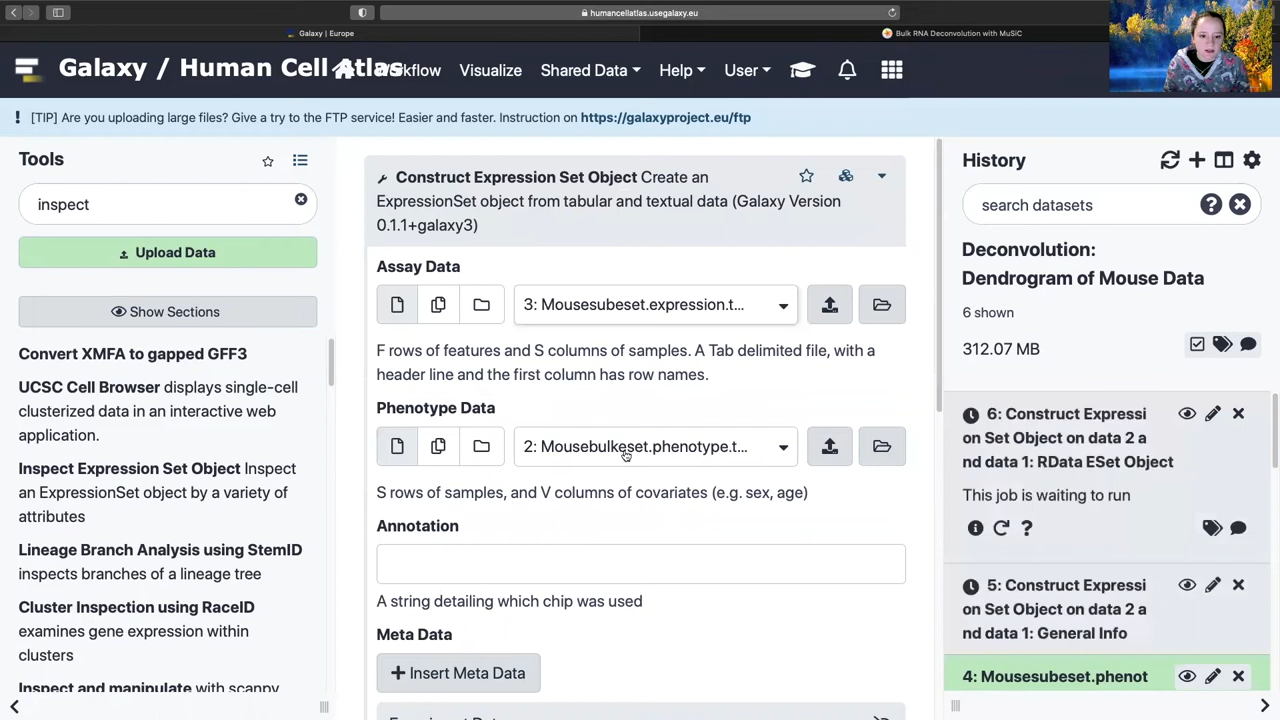 humancellatlas.usegalaxy.eu
Galaxy | Europe
Bulk RNA Deconvolution with MuSiC
Galaxy / Human Cell Atlas
Workflow
Visualize
Shared Data
Help
User
[TIP] Are you uploading large files? Give a try to the FTP service! Easier and faster. Instruction on https://galaxyproject.eu/ftp
Tools
inspect
Upload Data
Show Sections
Convert XMFA to gapped GFF3
UCSC Cell Browser displays single-cell
clusterized data in an interactive web
application.
Inspect Expression Set Object Inspect
an ExpressionSet object by a variety of
attributes
Lineage Branch Analysis using StemID
inspects branches of a lineage tree
Cluster Inspection using RaceID
examines gene expression within
clusters
Inspect and manipulate with scanpy
Construct Expression Set Object Create an
ExpressionSet object from tabular and textual data (Galaxy Version
0.1.1+galaxy3)
Assay Data
3: Mousesubeset.expression.t...
F rows of features and S columns of samples. A Tab delimited file, with a
header line and the first column has row names.
Phenotype Data
2: Mousebulkeset.phenotype.t...
S rows of samples, and V columns of covariates (e.g. sex, age)
Annotation
A string detailing which chip was used
Meta Data
+ Insert Meta Data
History
search datasets
Deconvolution:
Dendrogram of Mouse Data
6 shown
312.07 MB
6: Construct Expressi
on Set Object on data 2 a
nd data 1: RData ESet Object
This job is waiting to run
5: Construct Expressi
on Set Object on data 2 a
nd data 1: General Info
4: Mousesubeset.phenot